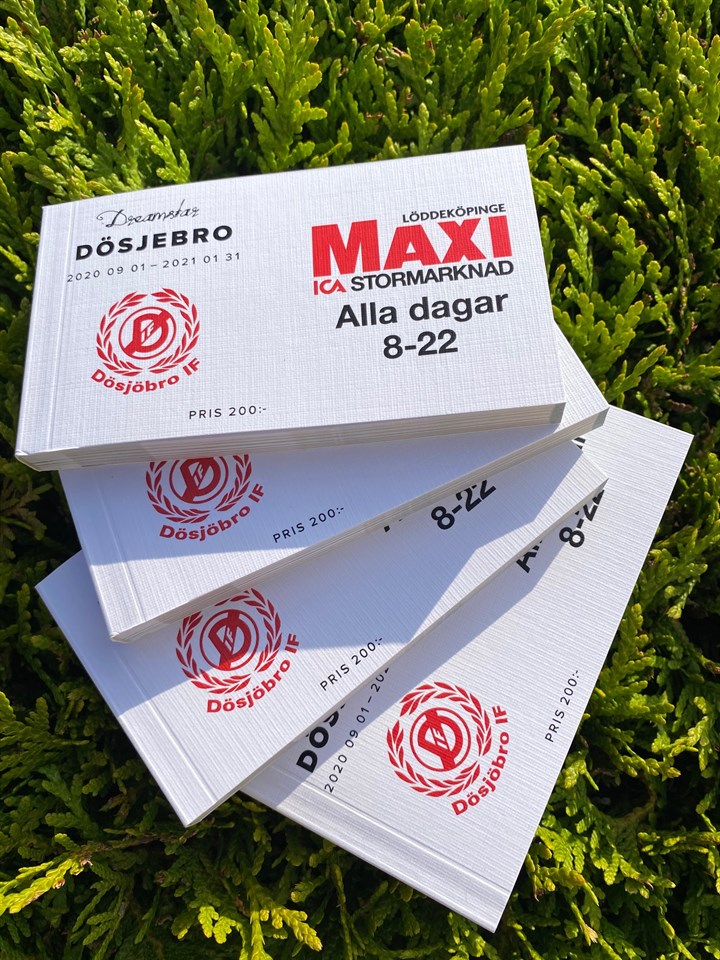 Dreamstar
DÖSJEBRO
2020 09 01 – 2021 01 31
Dösjöbro IF
PRIS 200:-
LÖDDEKÖPINGE
MAXI
ICA STORMARKNAD
Alla dagar
8-22
Dösjöbro IF
PRIS 200:-
8-22
Dösjöbro IF
PRIS 200:-
8-22
DÖS
2020 09 01 – 202
Dösjöbro IF
PRIS 200:-